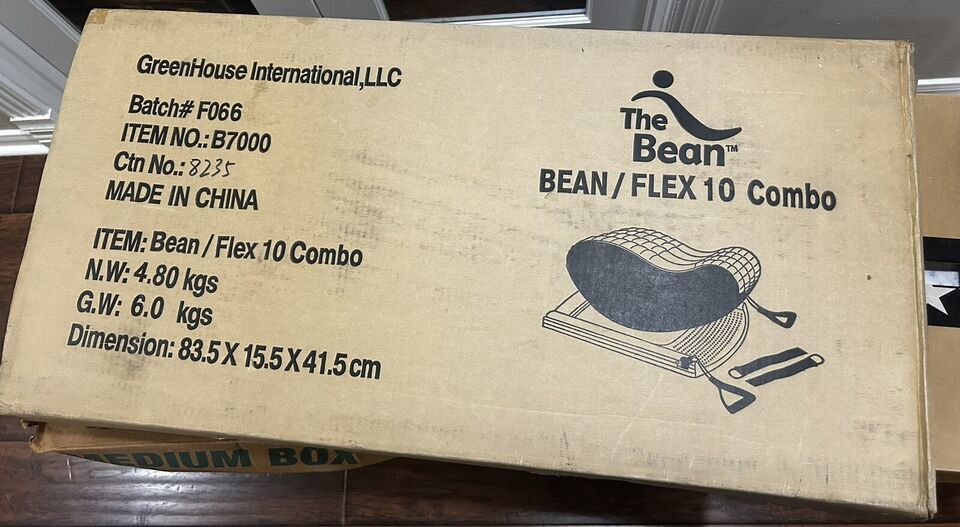 GreenHouse International,LLC
Batch# F066
ITEM NO.: B7000
Ctn No.: 8235
MADE IN CHINA
ITEM: Bean / Flex 10 Combo
N.W: 4.80 kgs
G.W: 6.0 kgs
Dimension: 83.5 X 15.5 X 41.5 cm
The
Bean™
BEAN / FLEX 10 Combo
MEDIUM BOX